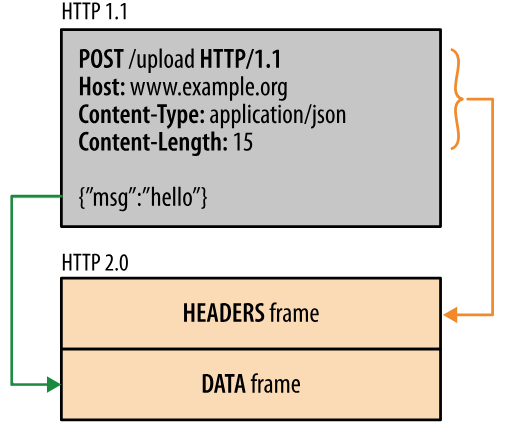 HTTP 1.1
POST /upload HTTP/1.1
Host: www.example.org
Content-Type: application/json
Content-Length: 15
{”msg”:”hello”}
HTTP 2.0
HEADERS frame
DATA frame